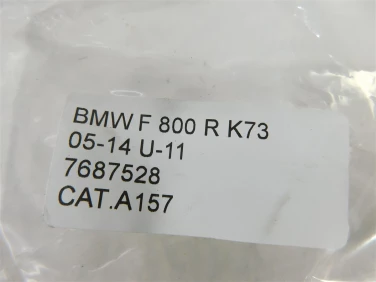 BMW F 800 R K73
05-14 U-11
7687528
CAT.A157